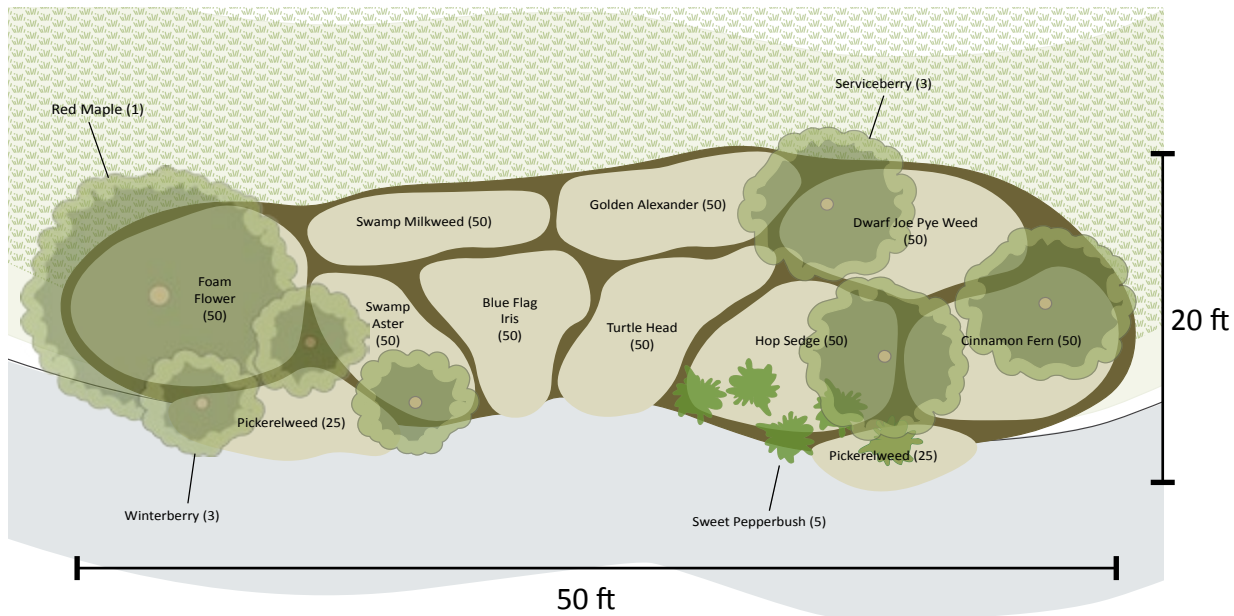 Serviceberry (3)
Red Maple (1)
Golden Alexander (50)
Swamp Milkweed (50)
Dwarf Joe Pye Weed
(50)
Foam
Flower
(50)
Swamp
Aster
(50)
Blue Flag
Iris
(50)
Turtle Head
(50)
Hop Sedge (50)
Cinnamon Fern (50)
20 ft
Pickerelweed (25)
Pickerelweed (25)
Winterberry (3)
Sweet Pepperbush (5)
50 ft